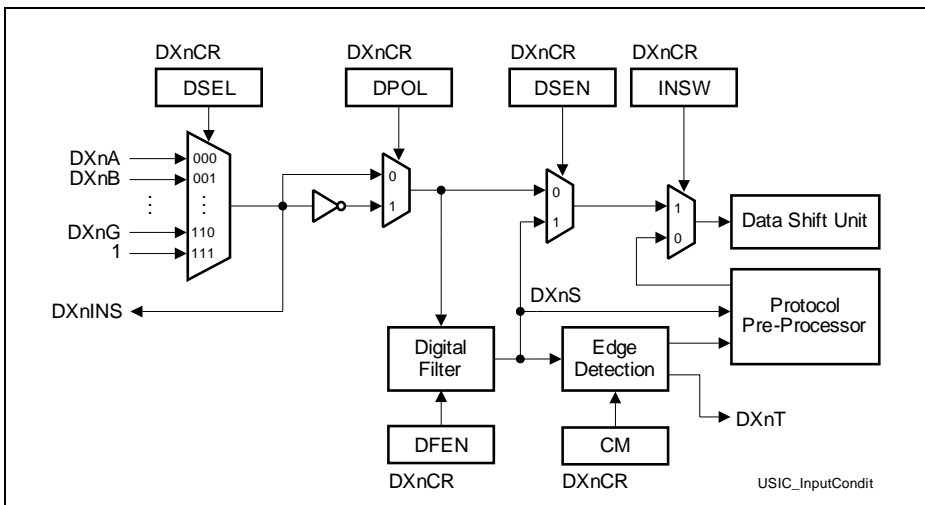 DXnCR
DXnCR
DXnCR
DXnCR
DSEL
DPOL
DSEN
INSW
DXnA
000
DXnB
001
0
0
1
1
1
0
DXnG
110
1
111
Data Shift Unit
DXnINS
DXnS
Protocol
Pre-Processor
Digital
Filter
Edge
Detection
DXnT
DFEN
CM
DXnCR
DXnCR
USIC_InputCondit